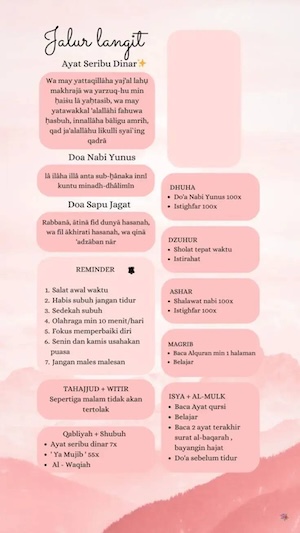 Jalur langit
Ayat Seribu Dinar✨
Wa may yattaqillāha yaj'al lahụ
makhrajā wa yarzuq-hu min
ḥaiṡu lā yaḥtasib, wa may
yatawakkal 'alallāhi fahuwa
ḥasbuh, innallāha bāligu amrih,
qad ja'alallāhu likulli syai`ing
qadrā
Doa Nabi Yunus
lā ilāha illā anta sub-ḥānaka innī
kuntu minadh-dhālimīn
Doa Sapu Jagat
Rabbanā, ātinā fid dunyā hasanah,
wa fil ākhirati hasanah, wa qinā
'adzāban nār
REMINDER
1. Salat awal waktu
2. Habis subuh jangan tidur
3. Sedekah subuh
4. Olahraga min 10 menit/hari
5. Fokus memperbaiki diri
6. Senin dan kamis usahakan
puasa
7. Jangan males malesan
TAHAJJUD + WITIR
Sepertiga malam tidak akan
tertolak
Qabliyah + Shubuh
• Ayat seribu dinar 7x
• ' Ya Mujib ' 55x
• Al - Waqiah
DHUHA
• Do'a Nabi Yunus 100x
• Istighfar 100x
DZUHUR
• Sholat tepat waktu
• Istirahat
ASHAR
• Shalawat nabi 100x
• Istighfar 100x
MAGRIB
• Baca Alquran min 1 halaman
• Belajar
ISYA + AL-MULK
• Baca Ayat qursi
• Belajar
• Baca 2 ayat terakhir
surat al-baqarah ,
bayangin hajat
• Do'a sebelum tidur